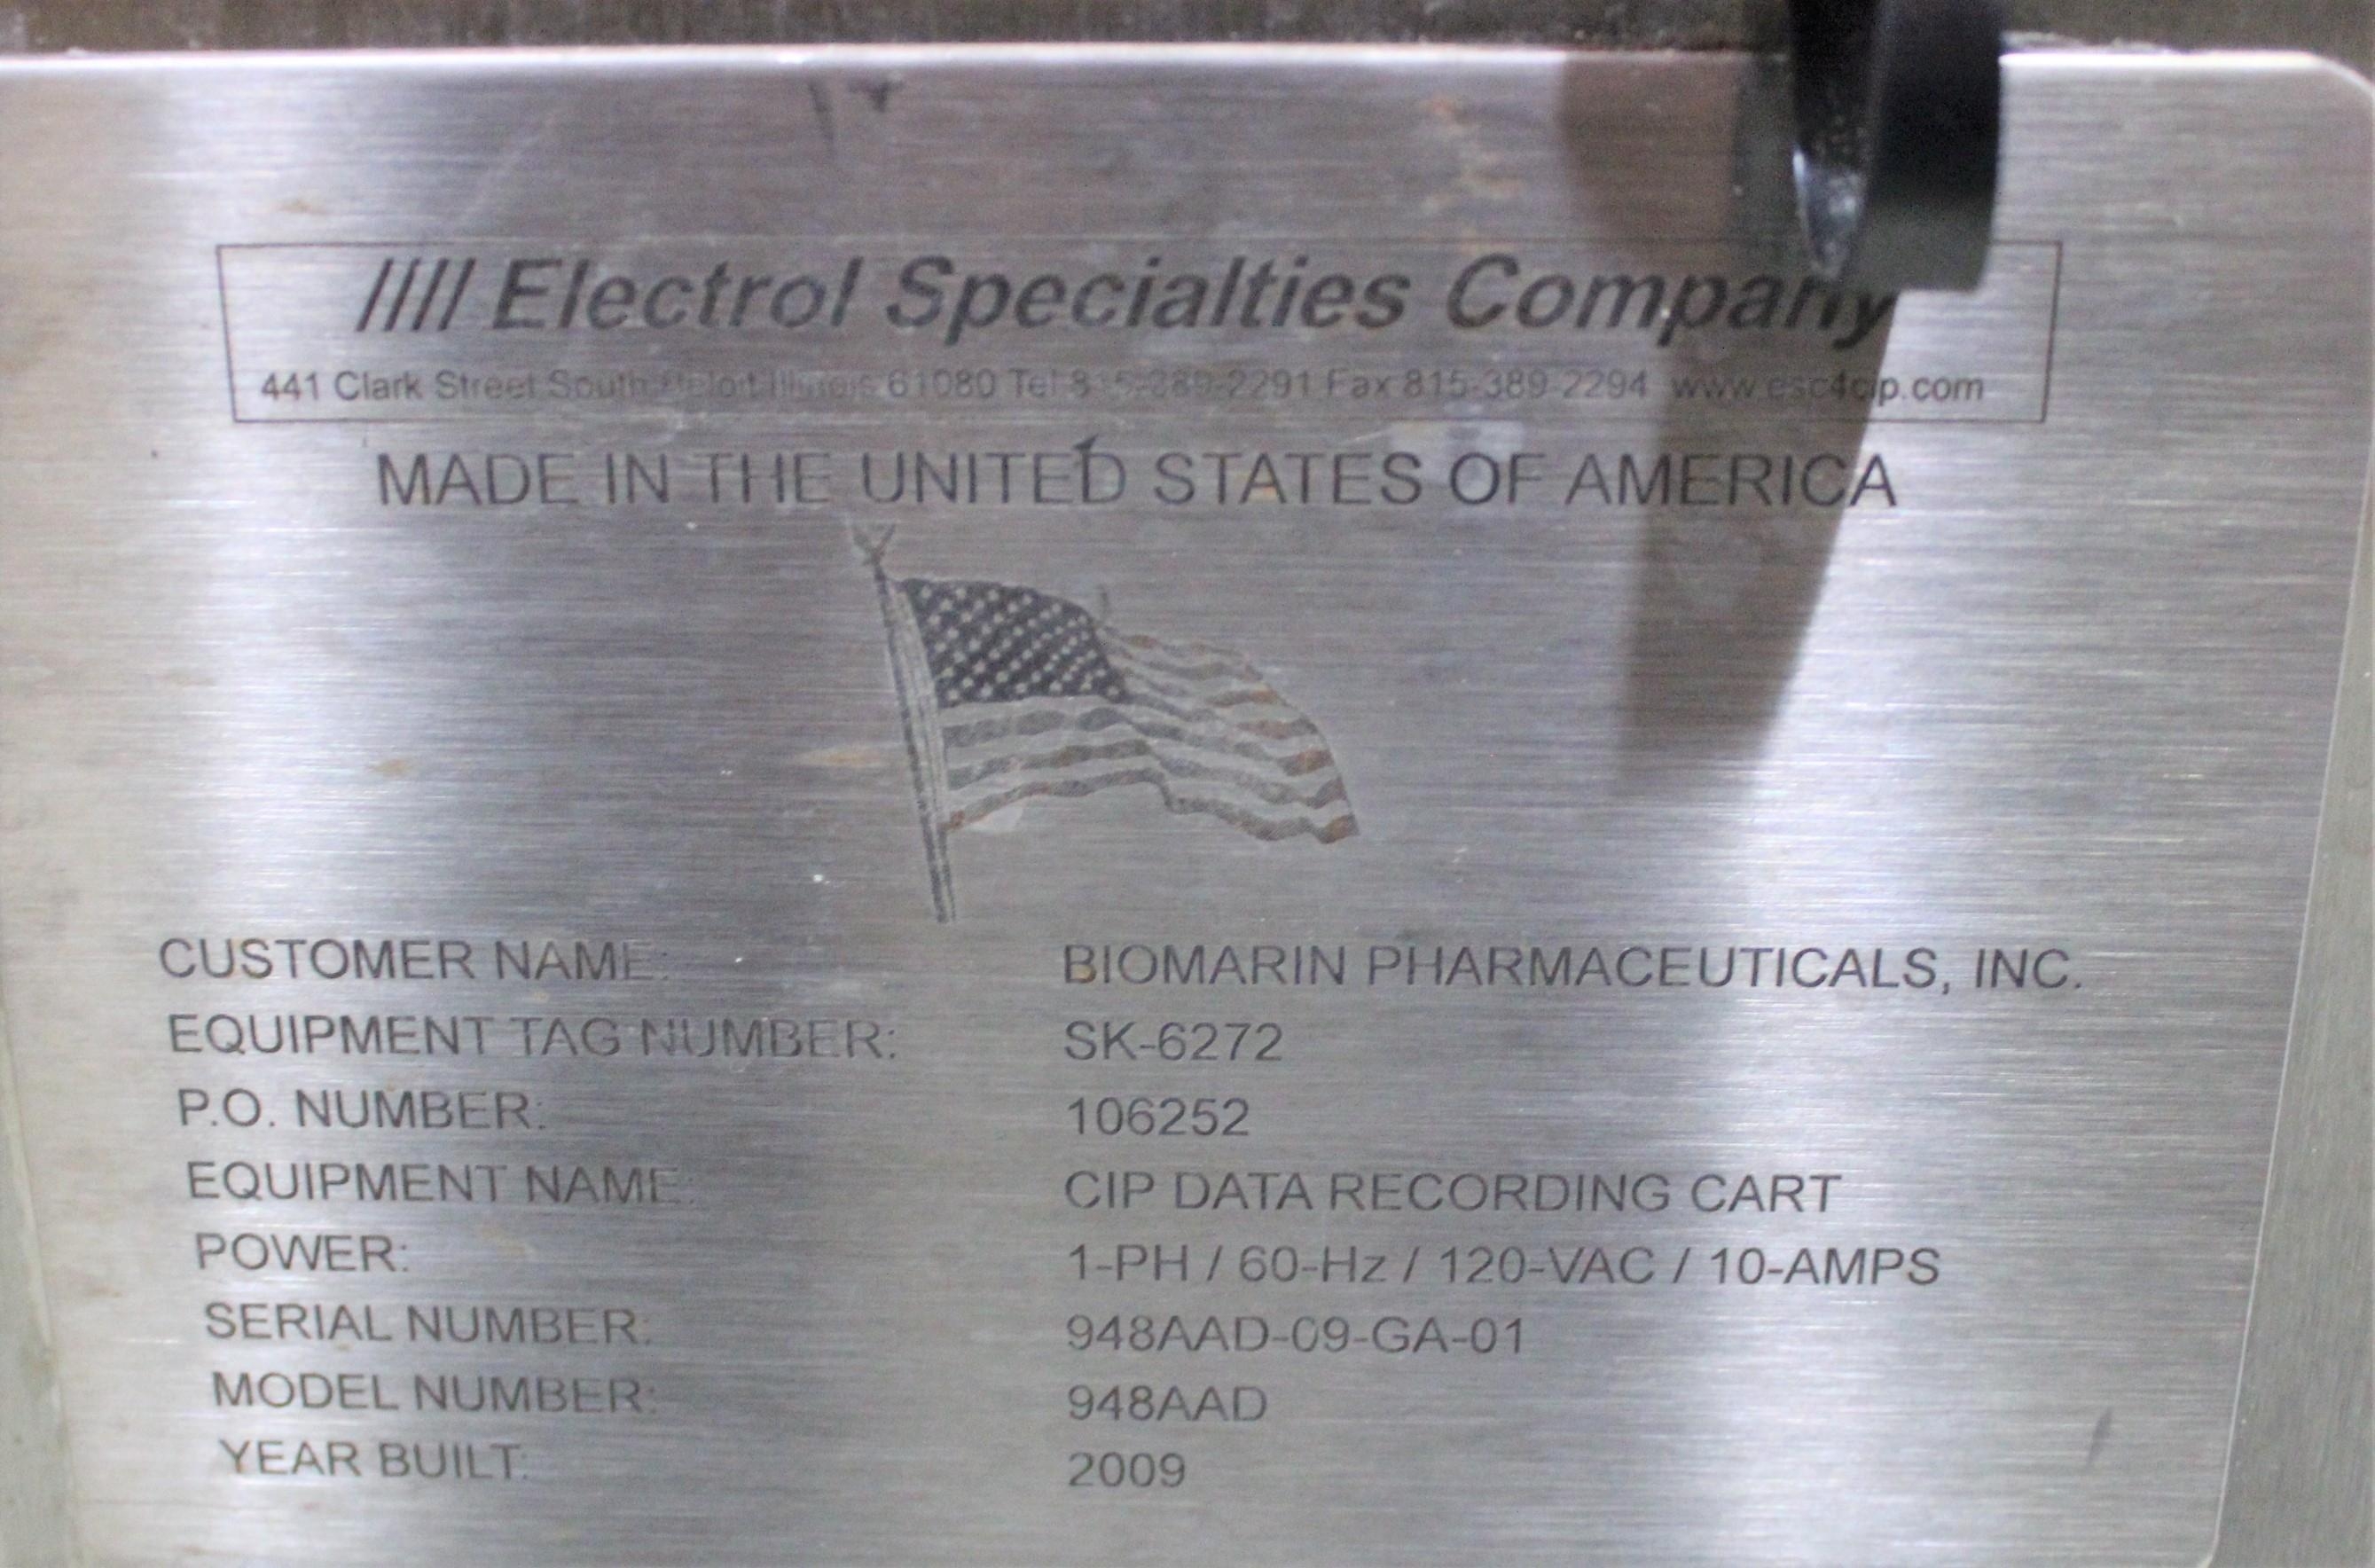 //// Electrol Specialties Company
441 Clark Street South Beloit Illinois 61080 Tel 815-389-2291 Fax 815-389-2294 www.esc4cip.com
MADE IN THE UNITED STATES OF AMERICA
CUSTOMER NAME: BIOMARIN PHARMACEUTICALS, INC.
EQUIPMENT TAG NUMBER: SK-6272
P.O. NUMBER: 106252
EQUIPMENT NAME: CIP DATA RECORDING CART
POWER: 1-PH / 60-Hz / 120-VAC / 10-AMPS
SERIAL NUMBER: 948AAD-09-GA-01
MODEL NUMBER: 948AAD
YEAR BUILT: 2009